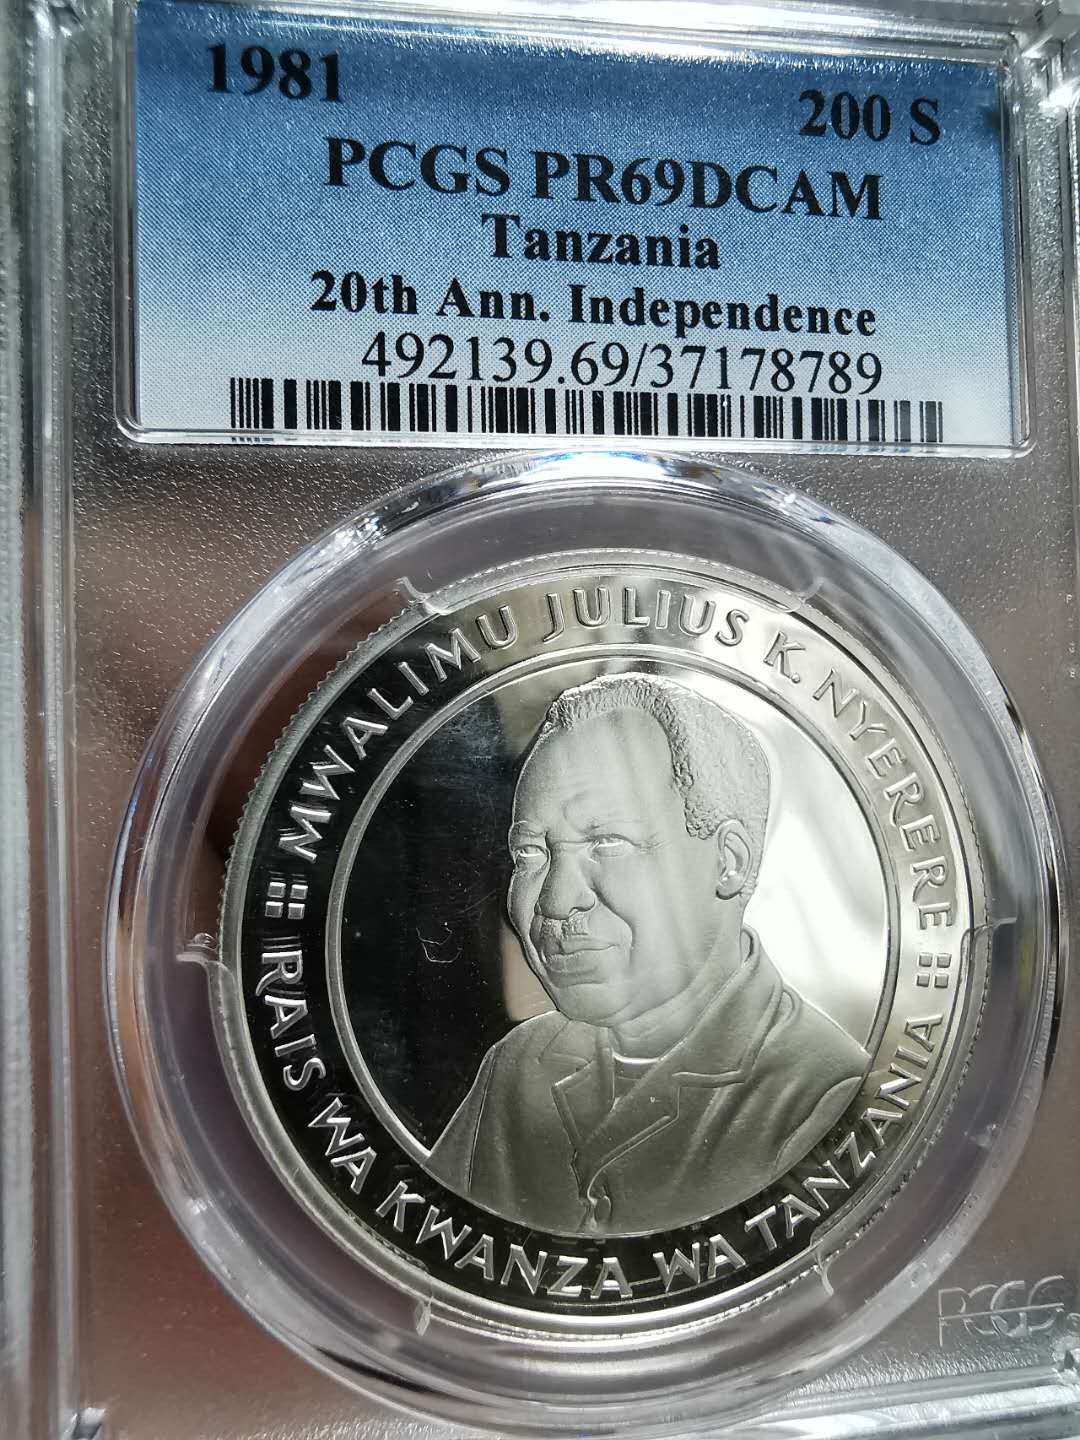 1981
200 S
PCGS PR69DCAM
Tanzania
20th Ann. Independence
492139.69/37178789
MWALIMU JULIUS K. NYERERE
RAIS WA KWANZA WA TANZANIA
PCGS